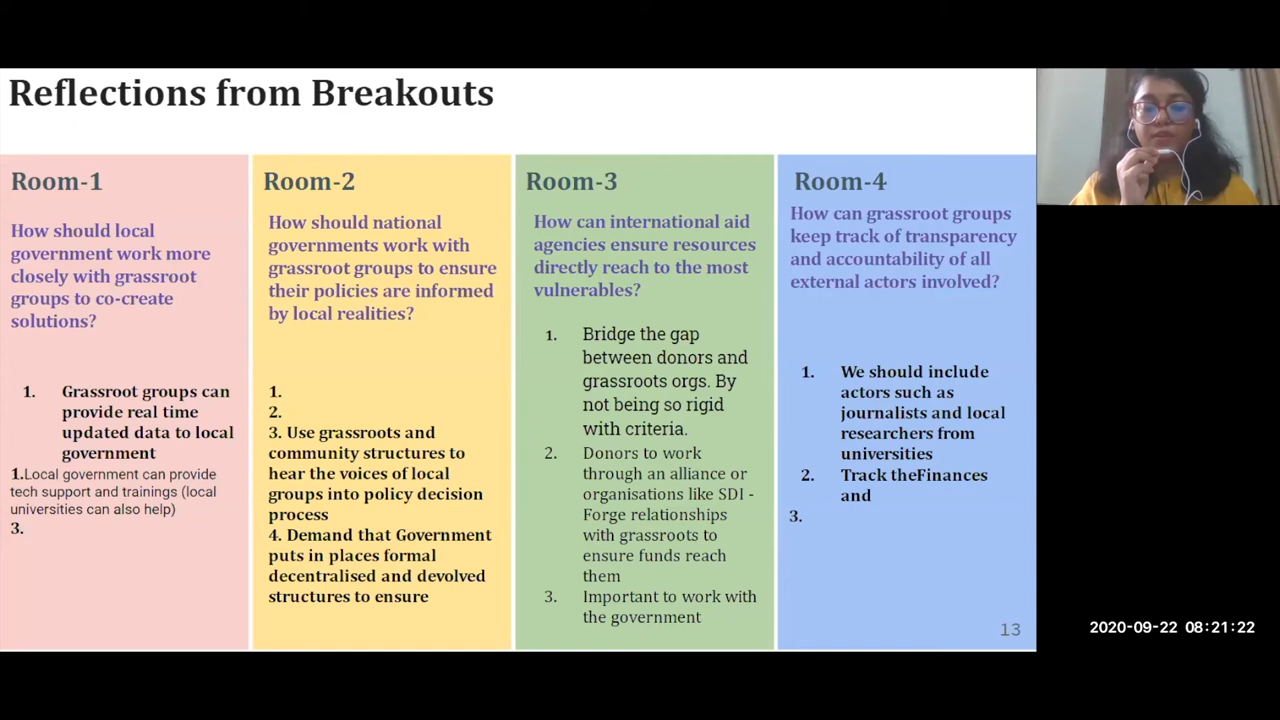 Reflections from Breakouts
Room-1
How should local
government work more
closely with grassroot
groups to co-create
solutions?
1. Grassroot groups can
provide real time
updated data to local
government
1.Local government can provide
tech support and trainings (local
universities can also help)
3.
Room-2
How should national
governments work with
grassroot groups to ensure
their policies are informed
by local realities?
1.
2.
3. Use grassroots and
community structures to
hear the voices of local
groups into policy decision
process
4. Demand that Government
puts in places formal
decentralised and devolved
structures to ensure
Room-3
How can international aid
agencies ensure resources
directly reach to the most
vulnerables?
1. Bridge the gap
between donors and
grassroots orgs. By
not being so rigid
with criteria.
2. Donors to work
through an alliance or
organisations like SDI -
Forge relationships
with grassroots to
ensure funds reach
them
3. Important to work with
the government
Room-4
How can grassroot groups
keep track of transparency
and accountability of all
external actors involved?
1. We should include
actors such as
journalists and local
researchers from
universities
2. Track theFinances
and
3.
13
2020-09-22 08:21:22